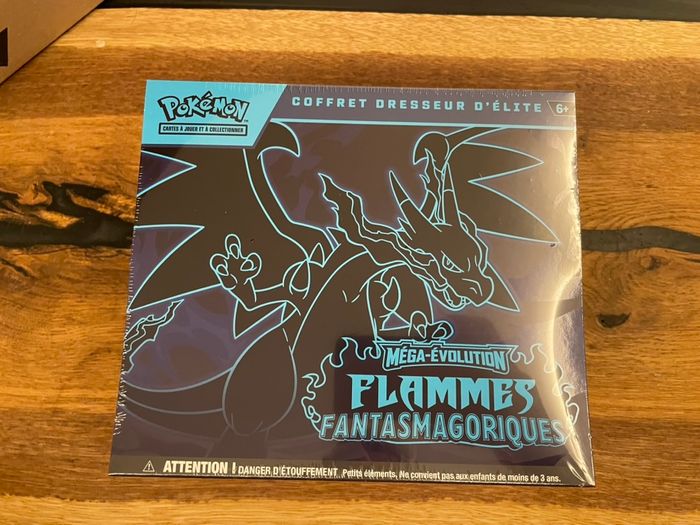 POKéMON
CARTES À JOUER ET À COLLECTIONNER
COFFRET DRESSEUR D'ÉLITE 6+
MÉGA-ÉVOLUTION
FLAMMES
FANTASMAGORIQUES
ATTENTION ! DANGER D'ÉTOUFFEMENT Petits éléments. Ne convient pas aux enfants de moins de 3 ans.